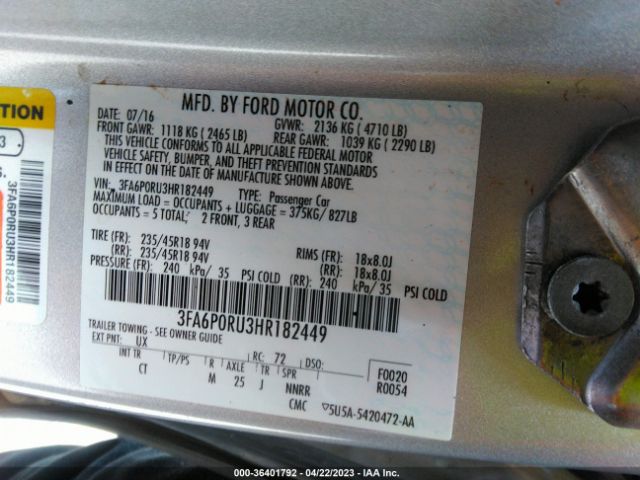 MFD. BY FORD MOTOR CO.
DATE: 07/16 GVWR: 2136 KG (4710 LB)
FRONT GAWR: 1118 KG (2465 LB) REAR GAWR: 1039 KG (2290 LB)
THIS VEHICLE CONFORMS TO ALL APPLICABLE FEDERAL MOTOR
VEHICLE SAFETY, BUMPER, AND THEFT PREVENTION STANDARDS
IN EFFECT ON THE DATE OF MANUFACTURE SHOWN ABOVE.
VIN: 3FA6P0RU3HR182449 TYPE: Passenger Car
MAXIMUM LOAD = OCCUPANTS + LUGGAGE = 375KG/ 827LB
OCCUPANTS = 5 TOTAL; 2 FRONT, 3 REAR
TIRE (FR): 235/45R18 94V RIMS (FR): 18x8.0J
(RR): 235/45R18 94V (RR): 18x8.0J
PRESSURE (FR): 240 kPa/ 35 PSI COLD (RR): 240 kPa/ 35 PSI COLD
3FA6P0RU3HR182449
TRAILER TOWING - SEE OWNER GUIDE
EXT PNT: UX RC: 72 DSO: F0020
INT TR TP/PS R AXLE TR SPR R0054
CT M 25 J NNRR
CMC ▽5U5A-5420472-AA
TION
3
3FA6P0RU3HR182449
000-36401792 - 04/22/2023 - IAA Inc.